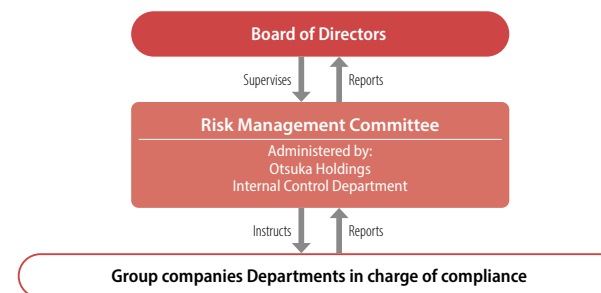 Board of Directors
Supervises
Reports
Risk Management Committee
Administered by:
Otsuka Holdings
Internal Control Department
Instructs
Reports
Group companies Departments in charge of compliance